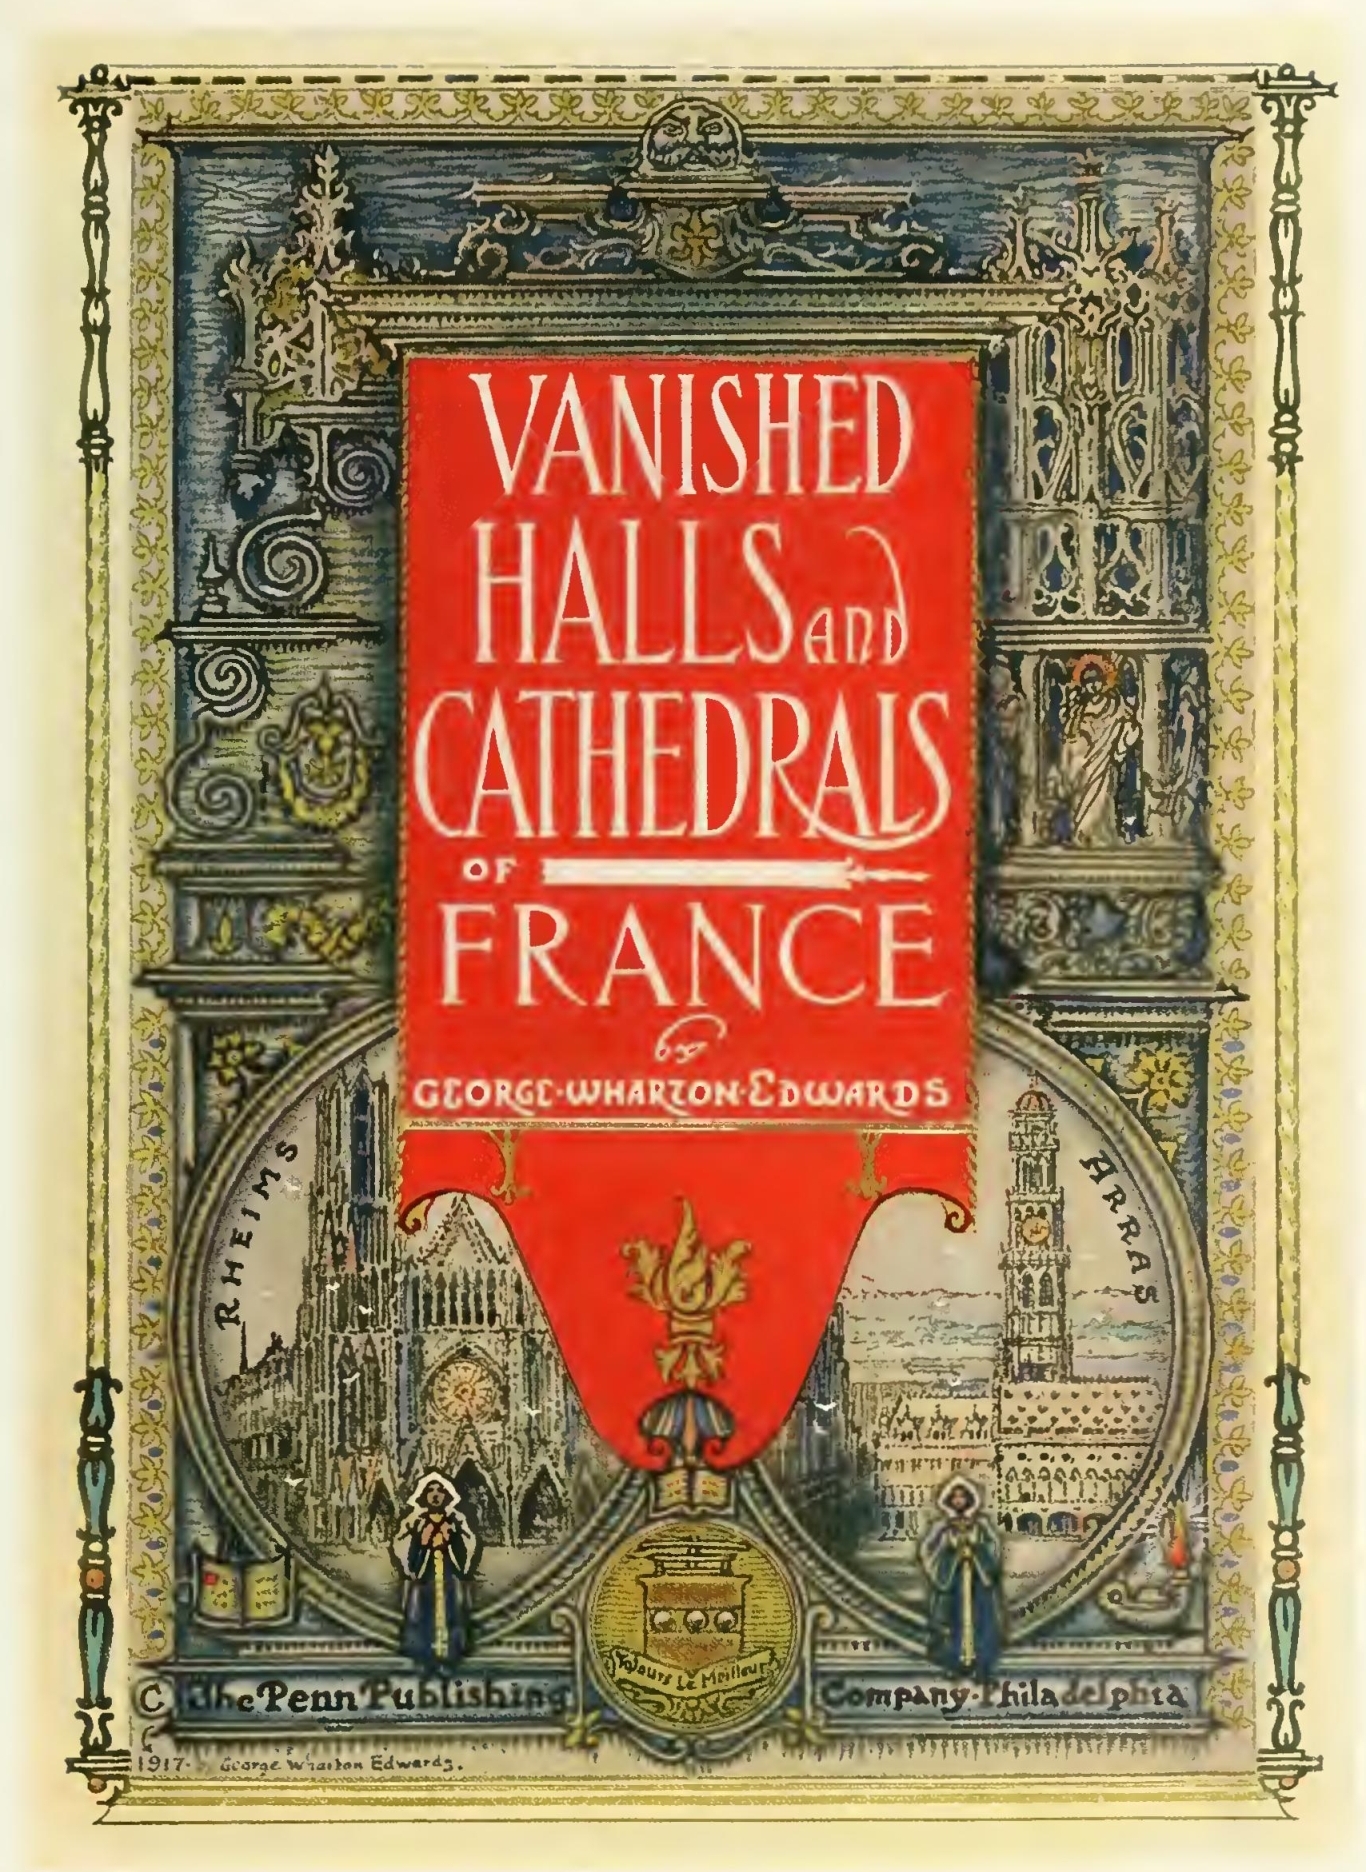 VANISHED
HALLS and
CATHEDRALS
OF
FRANCE
by
GEORGE·WHARTON·EDWARDS
RHEIMS
ARRAS
Toujours Le Meilleur
C The Penn Publishing Company·Philadelphia
1917· George Wharton Edwards.